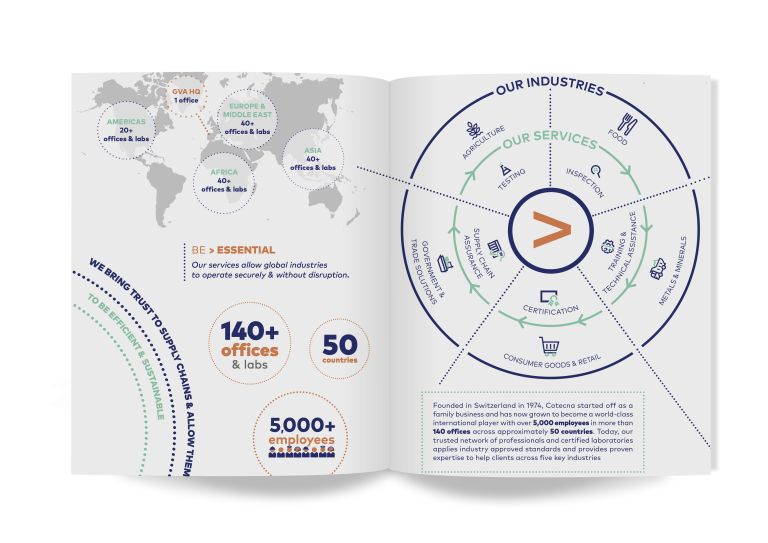 GVA HQ
1 office
AMERICAS
20+
offices & labs
EUROPE &
MIDDLE EAST
40+
offices & labs
ASIA
40+
offices & labs
AFRICA
40+
offices & labs
BE > ESSENTIAL
Our services allow global industries
to operate securely & without disruption.
WE BRING TRUST TO SUPPLY CHAINS & ALLOW THEM
TO BE EFFICIENT & SUSTAINABLE
140+
offices
& labs
50
countries
5,000+
employees
OUR INDUSTRIES
AGRICULTURE
FOOD
METALS & MINERALS
CONSUMER GOODS & RETAIL
GOVERNMENT &
TRADE SOLUTIONS
OUR SERVICES
TESTING
INSPECTION
TRAINING &
TECHNICAL ASSISTANCE
CERTIFICATION
SUPPLY CHAIN
ASSURANCE
Founded in Switzerland in 1974, Cotecna started off as a
family business and has now grown to become a world-class
international player with over 5,000 employees in more than
140 offices across approximately 50 countries. Today, our
trusted network of professionals and certified laboratories
applies industry approved standards and provides proven
expertise to help clients across five key industries